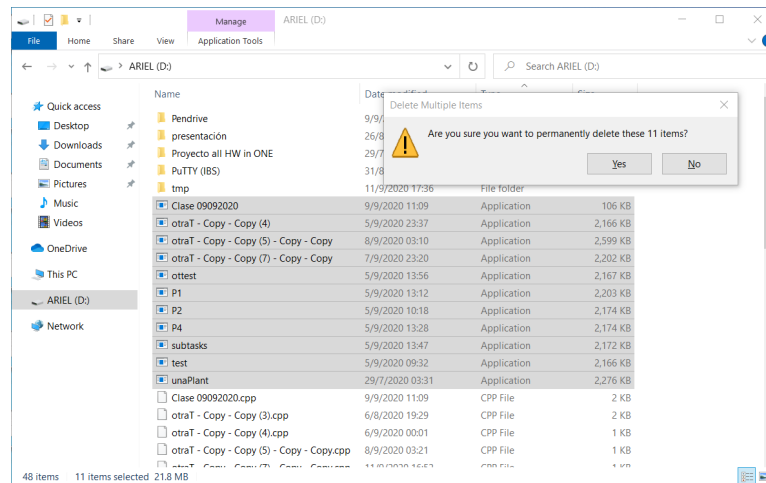 Manage
ARIEL (D:)
File
Home
Share
View
Application Tools
ARIEL (D:)
Search ARIEL (D:)
Quick access
Desktop
Downloads
Documents
Pictures
Music
Videos
OneDrive
This PC
ARIEL (D:)
Network
Name
Pendrive 9/9/
presentación 26/8
Proyecto all HW in ONE 29/7
PuTTY (IBS) 31/8
tmp 11/9/2020 17:36 File folder
Clase 09092020 9/9/2020 11:09 Application 106 KB
otraT - Copy - Copy (4) 5/9/2020 23:37 Application 2,166 KB
otraT - Copy - Copy (5) - Copy - Copy 8/9/2020 03:10 Application 2,599 KB
otraT - Copy - Copy (7) - Copy - Copy 7/9/2020 23:20 Application 2,202 KB
ottest 5/9/2020 13:56 Application 2,167 KB
P1 5/9/2020 13:12 Application 2,203 KB
P2 5/9/2020 10:18 Application 2,174 KB
P4 5/9/2020 13:28 Application 2,174 KB
subtasks 5/9/2020 13:47 Application 2,172 KB
test 5/9/2020 09:32 Application 2,166 KB
unaPlant 29/7/2020 03:31 Application 2,276 KB
Clase 09092020.cpp 9/9/2020 11:09 CPP File 2 KB
otraT - Copy - Copy (3).cpp 6/8/2020 19:29 CPP File 2 KB
otraT - Copy - Copy (4).cpp 6/9/2020 00:01 CPP File 1 KB
otraT - Copy - Copy (5) - Copy - Copy.cpp 8/9/2020 03:21 CPP File 1 KB
Delete Multiple Items
Are you sure you want to permanently delete these 11 items?
Yes
No
48 items 11 items selected 21.8 MB